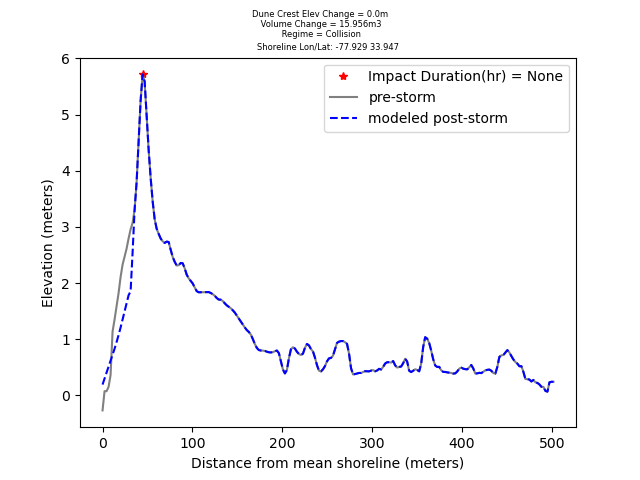 Dune Crest Elev Change = 0.0m
Volume Change = 15.956m3
Regime = Collision
Shoreline Lon/Lat: -77.929 33.947
Impact Duration(hr) = None
pre-storm
modeled post-storm
Elevation (meters)
6
5
4
3
2
1
0
0 100 200 300 400 500
Distance from mean shoreline (meters)